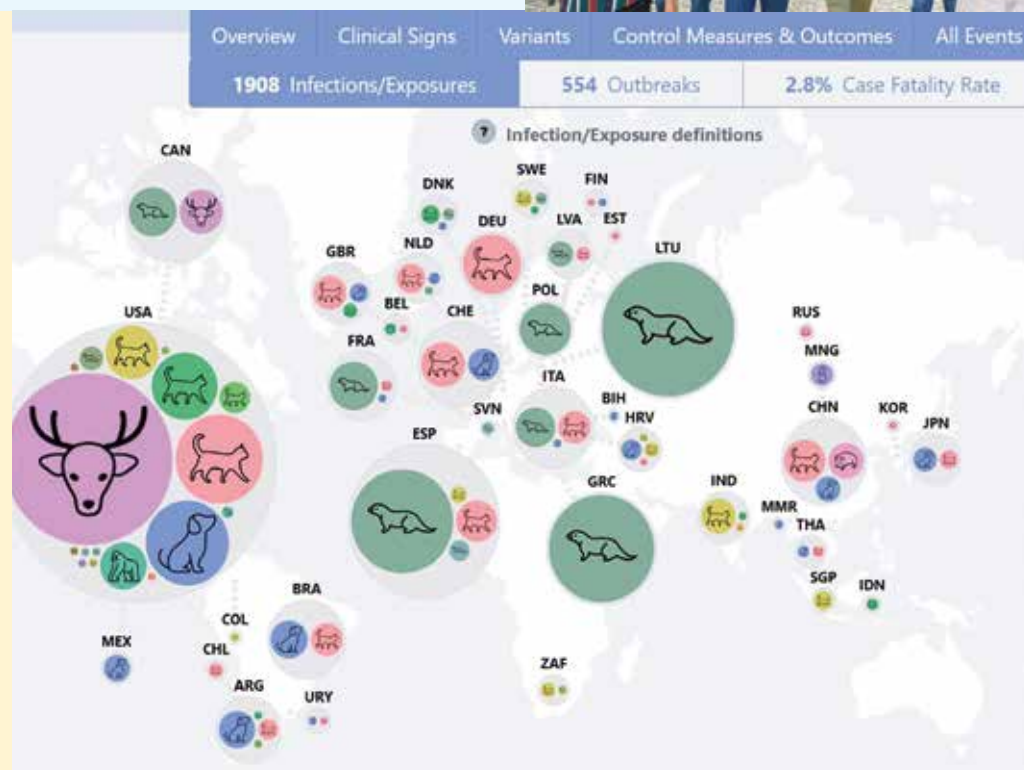 Overview Clinical Signs Variants Control Measures & Outcomes All Events
1908 Infections/Exposures 554 Outbreaks 2.8% Case Fatality Rate
? Infection/Exposure definitions
CAN
SWE
FIN
DNK
DEU
LVA
EST
GBR
NLD
LTU
BEL
CHE
POL
USA
FRA
RUS
MNG
ITA
SVN
BIH
HRV
ESP
CHN
KOR
JPN
GRC
IND
MMR
THA
SGP
IDN
BRA
COL
MEX
CHL
ARG
URY
ZAF